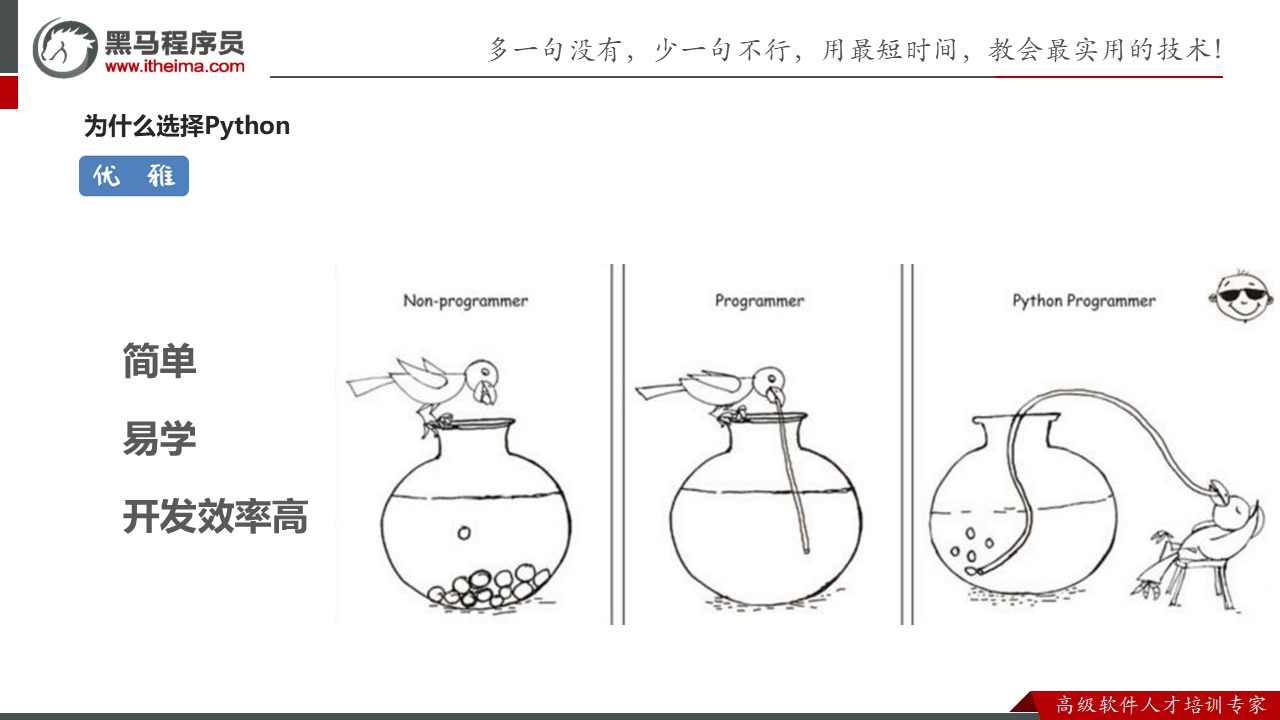 黑马程序员
www.itheima.com
多一句没有，少一句不行，用最短时间，教会最实用的技术！
为什么选择Python
优 雅
简单
易学
开发效率高
Non-programmer
Programmer
Python Programmer
高级软件人才培训专家